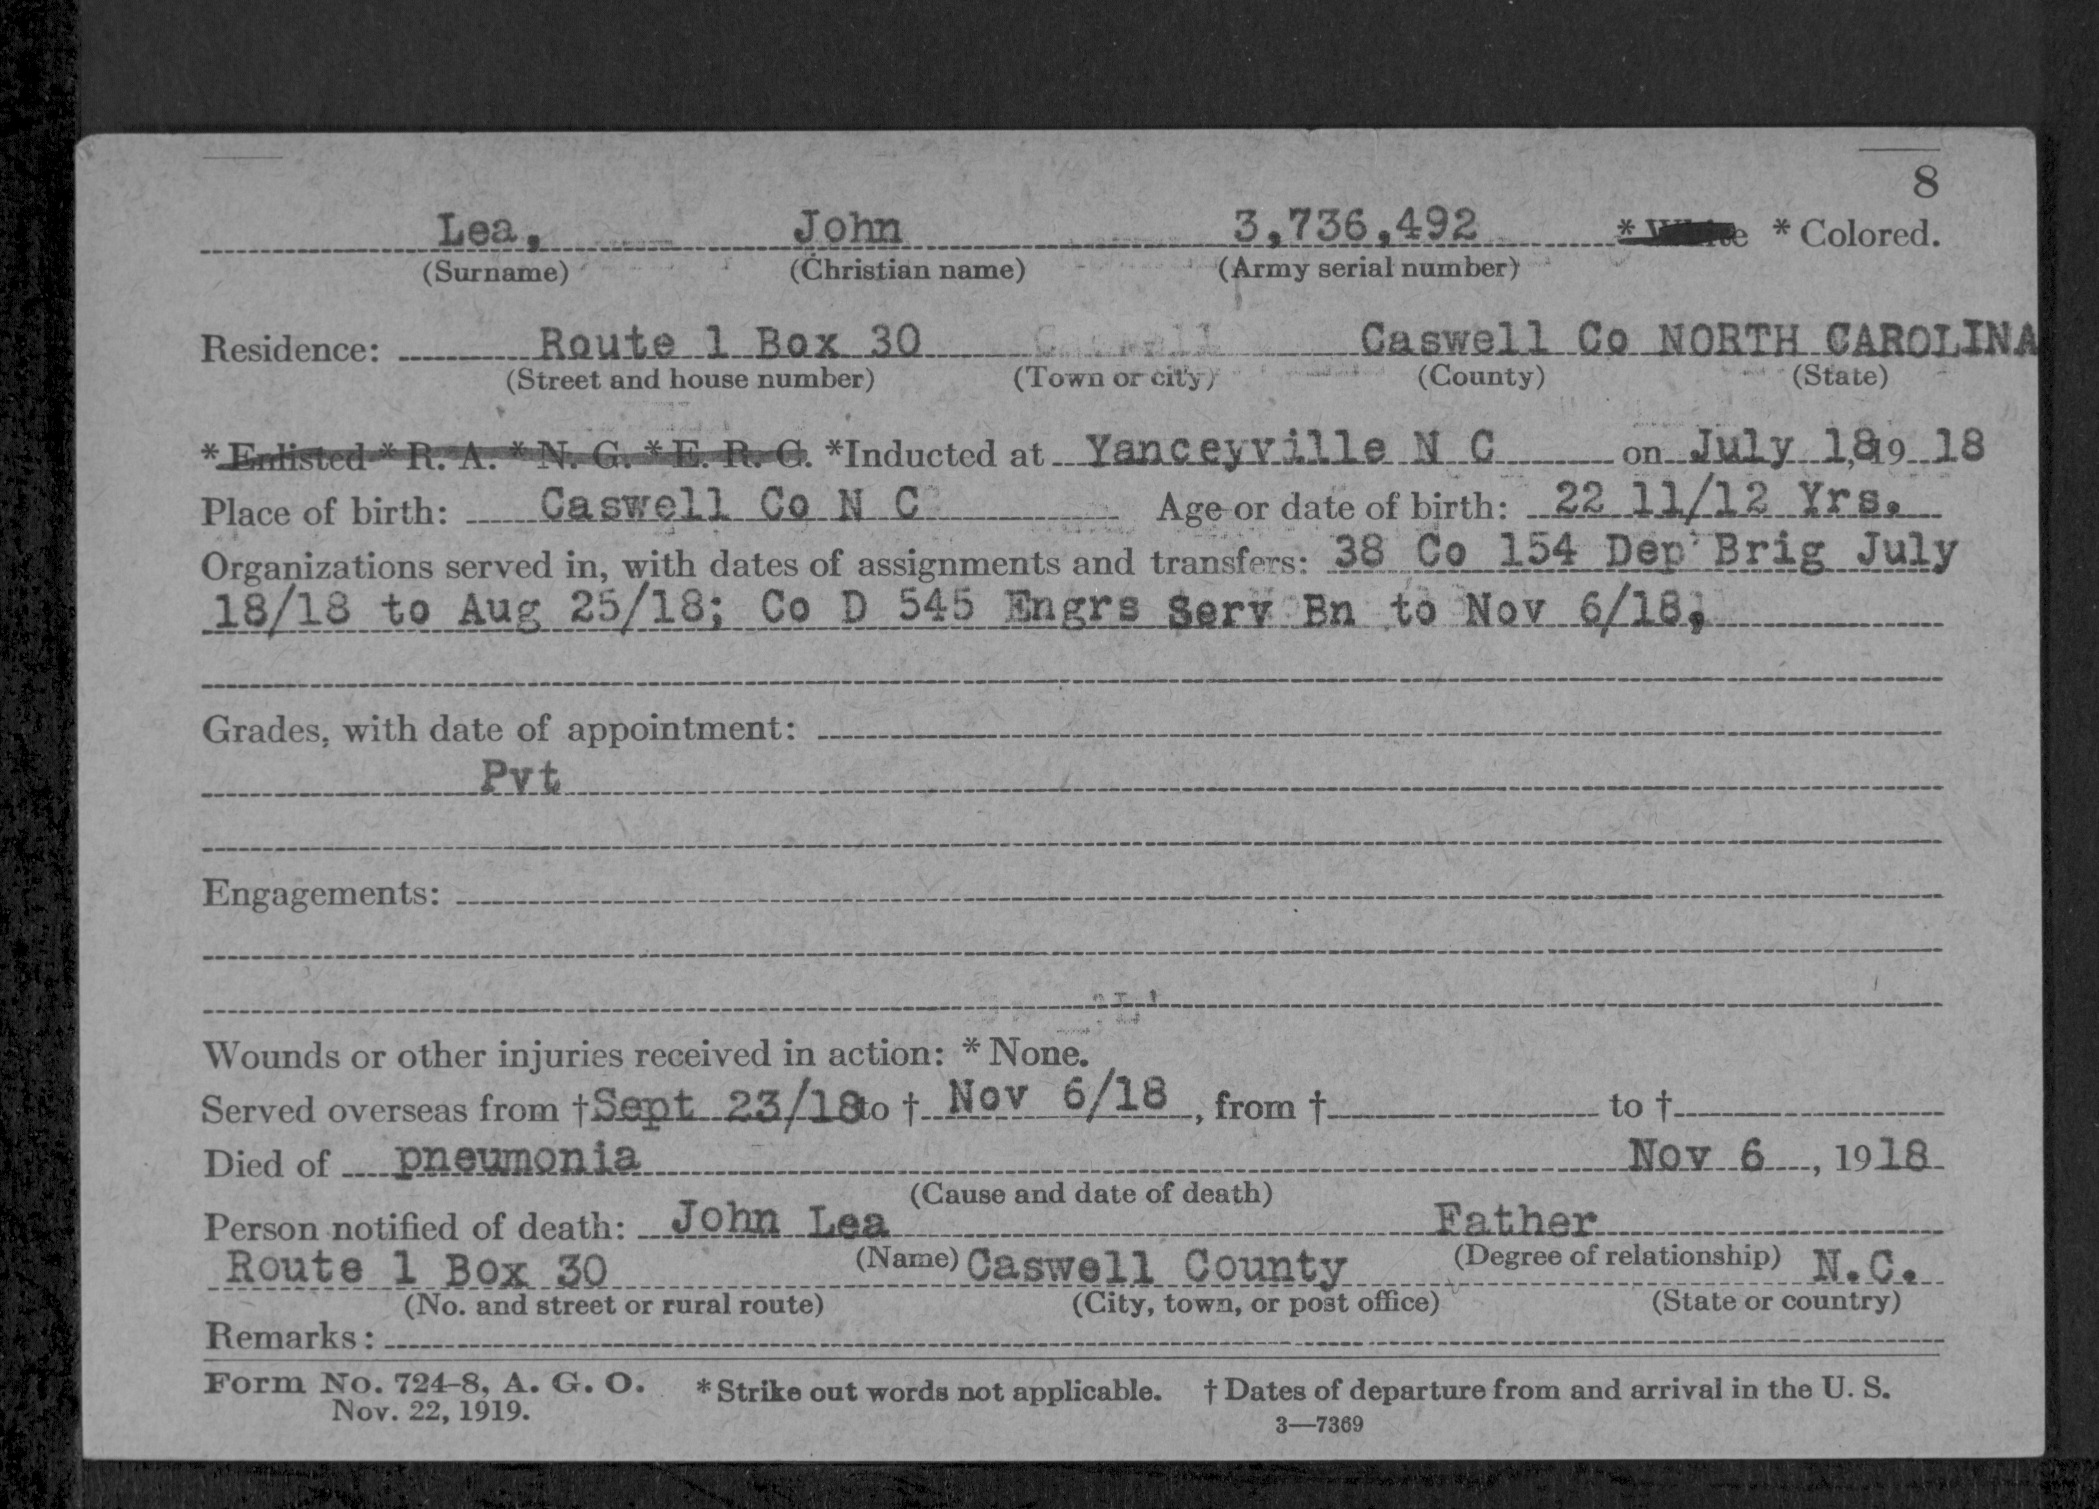 8
Lea, John 3,736,492 * White * Colored.
(Surname) (Christian name) (Army serial number)
Residence: Route 1 Box 30 Caswell Co NORTH CAROLINA
(Street and house number) (Town or city) (County) (State)
* Enlisted * R. A. * N. G. * E. R. C. *Inducted at Yanceyville N C on July 18, 19 18
Place of birth: Caswell Co N C Age or date of birth: 22 11/12 Yrs.
Organizations served in, with dates of assignments and transfers: 38 Co 154 Dep Brig July
18/18 to Aug 25/18; Co D 545 Engrs Serv Bn to Nov 6/18,
Grades, with date of appointment:
Pvt
Engagements:
Wounds or other injuries received in action: * None.
Served overseas from † Sept 23/18 to † Nov 6/18, from † to †
Died of pneumonia Nov 6, 1918
(Cause and date of death)
Person notified of death: John Lea Father
(Name) (Degree of relationship)
Route 1 Box 30 Caswell County N.C.
(No. and street or rural route) (City, town, or post office) (State or country)
Remarks:
Form No. 724-8, A. G. O. * Strike out words not applicable. † Dates of departure from and arrival in the U. S.
Nov. 22, 1919.
3—7369